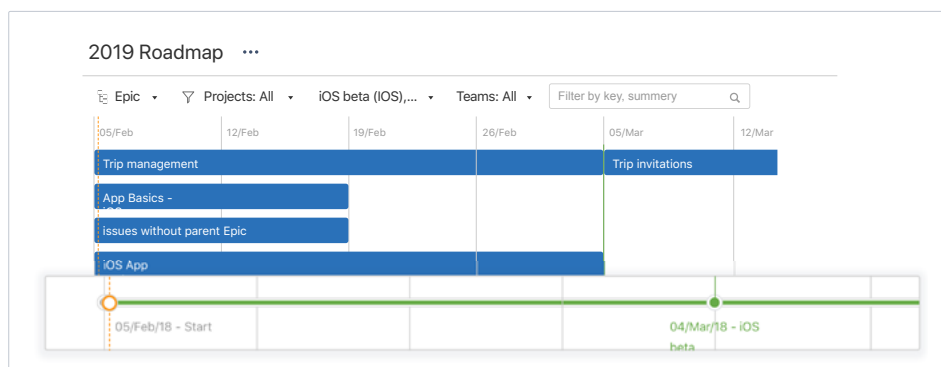 2019 Roadmap ...
Epic Projects: All iOS beta (IOS),... Teams: All Filter by key, summery
05/Feb 12/Feb 19/Feb 26/Feb 05/Mar 12/Mar
Trip management Trip invitations
App Basics -
iOS
issues without parent Epic
iOS App
05/Feb/18 - Start 04/Mar/18 - iOS
beta